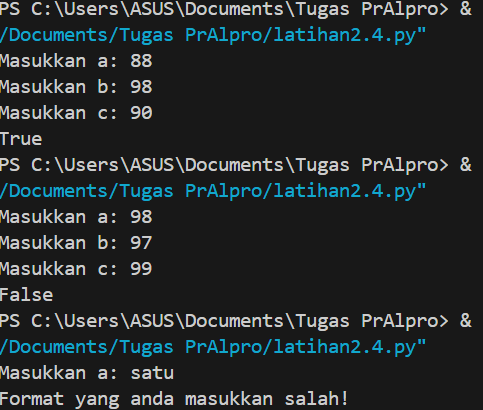 PS C:\Users\ASUS\Documents\Tugas PrAlpro> &
/Documents/Tugas PrAlpro/latihan2.4.py"
Masukkan a: 88
Masukkan b: 98
Masukkan c: 90
True
PS C:\Users\ASUS\Documents\Tugas PrAlpro> &
/Documents/Tugas PrAlpro/latihan2.4.py"
Masukkan a: 98
Masukkan b: 97
Masukkan c: 99
False
PS C:\Users\ASUS\Documents\Tugas PrAlpro> &
/Documents/Tugas PrAlpro/latihan2.4.py"
Masukkan a: satu
Format yang anda masukkan salah!